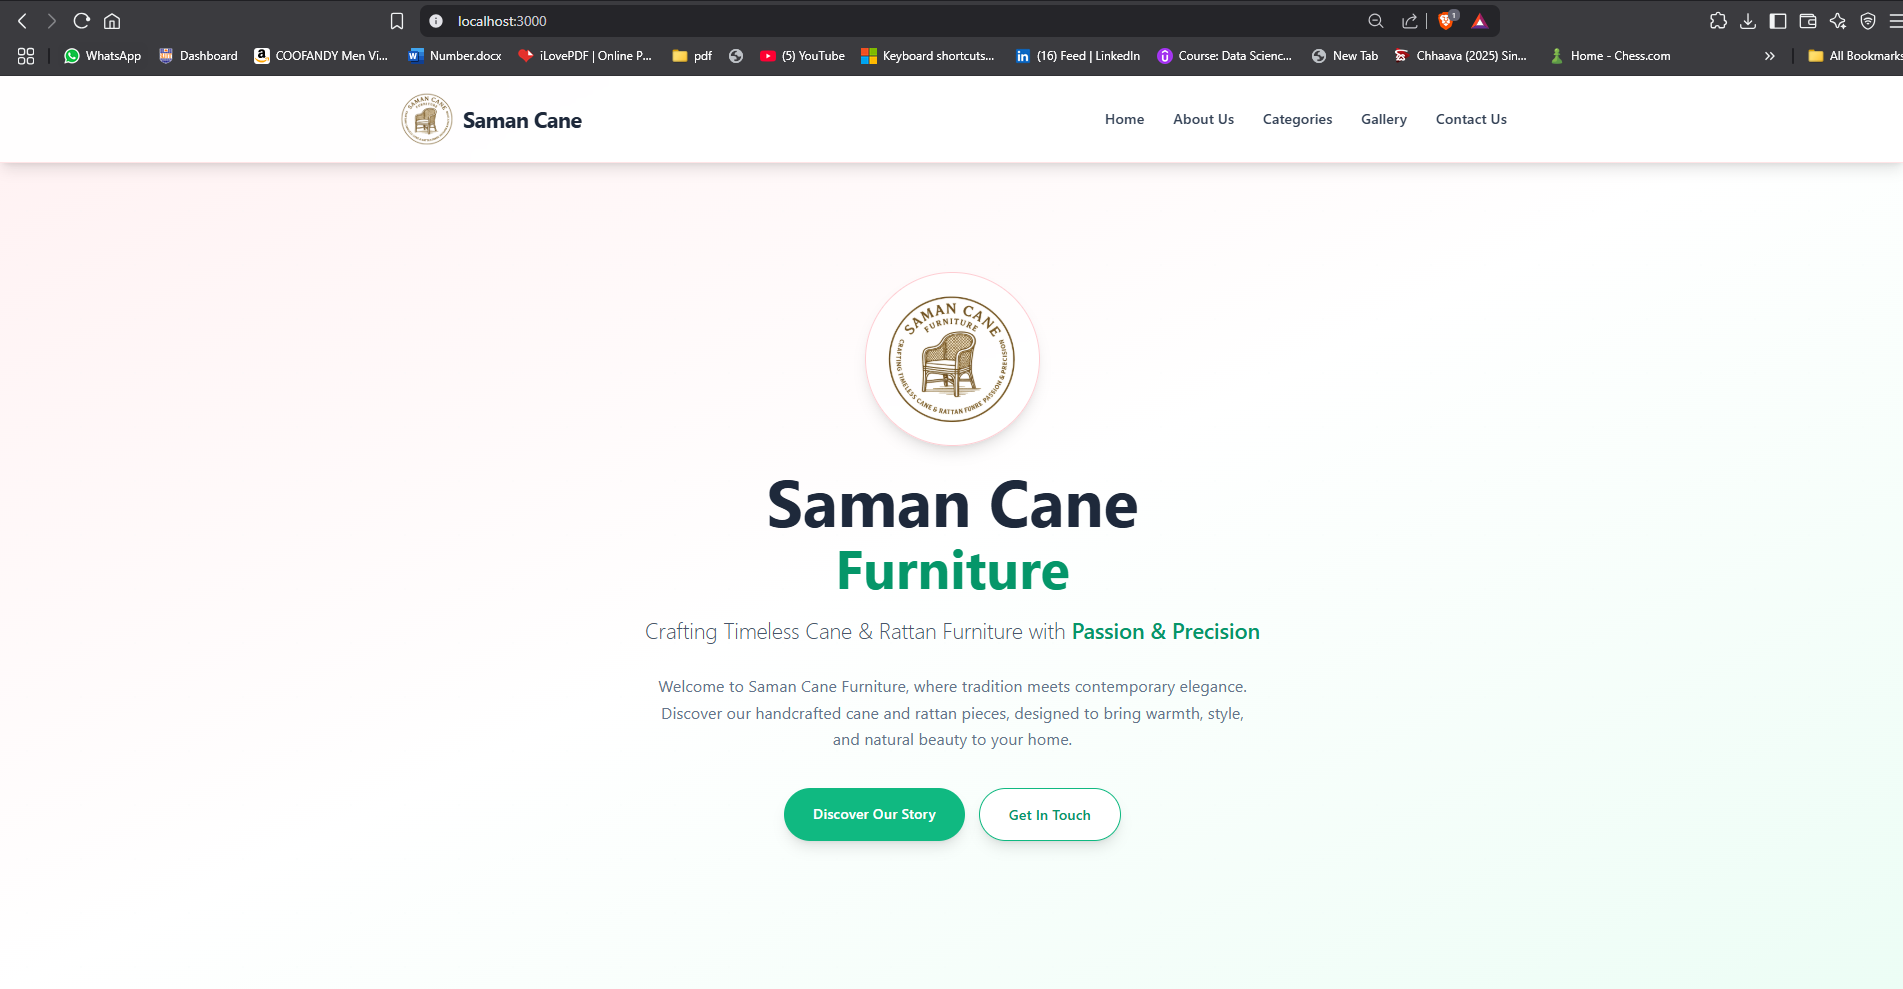 localhost:3000
1
WhatsApp
Dashboard
COOFANDY Men Vi...
Number.docx
iLovePDF | Online P...
pdf
(5) YouTube
Keyboard shortcuts...
(16) Feed | LinkedIn
Course: Data Scienc...
New Tab
Chhaava (2025) Sin...
Home - Chess.com
All Bookmarks
Saman Cane
Home
About Us
Categories
Gallery
Contact Us
SAMAN CANE
FURNITURE
CRAFTING TIMELESS CANE & RATTAN FUNRE PASSION & PRECISION
Saman Cane
Furniture
Crafting Timeless Cane & Rattan Furniture with Passion & Precision
Welcome to Saman Cane Furniture, where tradition meets contemporary elegance.
Discover our handcrafted cane and rattan pieces, designed to bring warmth, style,
and natural beauty to your home.
Discover Our Story
Get In Touch